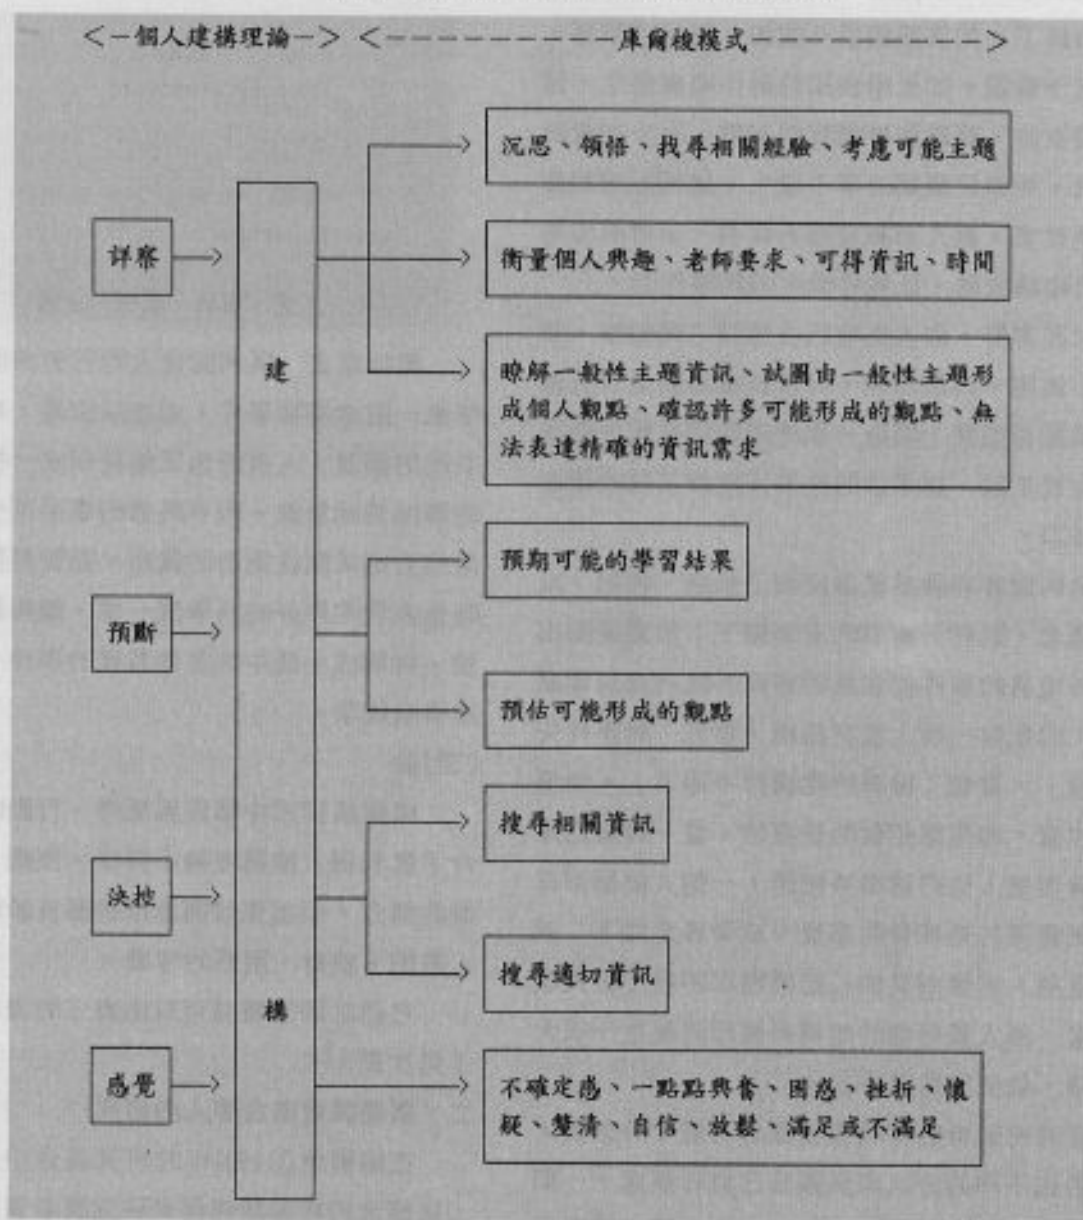 <－個人建構理論－> <－－－－－－－－－－庫爾梭模式－－－－－－－－－－>
沉思、領悟、找尋相關經驗、考慮可能主題
詳察
衡量個人興趣、老師要求、可得資訊、時間
建
瞭解一般性主題資訊、試圖由一般性主題形
成個人觀點、確認許多可能形成的觀點、無
法表達精確的資訊需求
預期可能的學習結果
預斷
預估可能形成的觀點
搜尋相關資訊
決控
搜尋適切資訊
構
感覺
不確定感、一點點興奮、困惑、挫折、懷
疑、釐清、自信、放鬆、滿足或不滿足